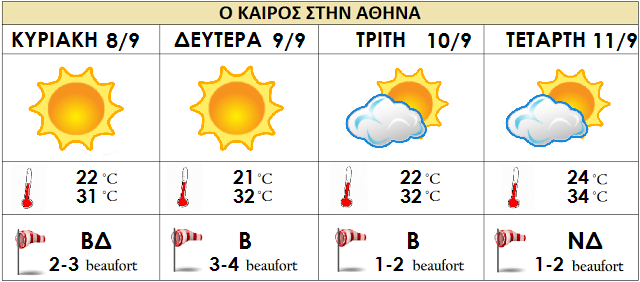 Ο ΚΑΙΡΟΣ ΣΤΗΝ ΑΘΗΝΑ
ΚΥΡΙΑΚΗ 8/9 ΔΕΥΤΕΡΑ 9/9 ΤΡΙΤΗ 10/9 ΤΕΤΑΡΤΗ 11/9
22 °C 21 °C 22 °C 24 °C
31 °C 32 °C 32 °C 34 °C
ΒΔ Β Β ΝΔ
2-3 beaufort 3-4 beaufort 1-2 beaufort 1-2 beaufort